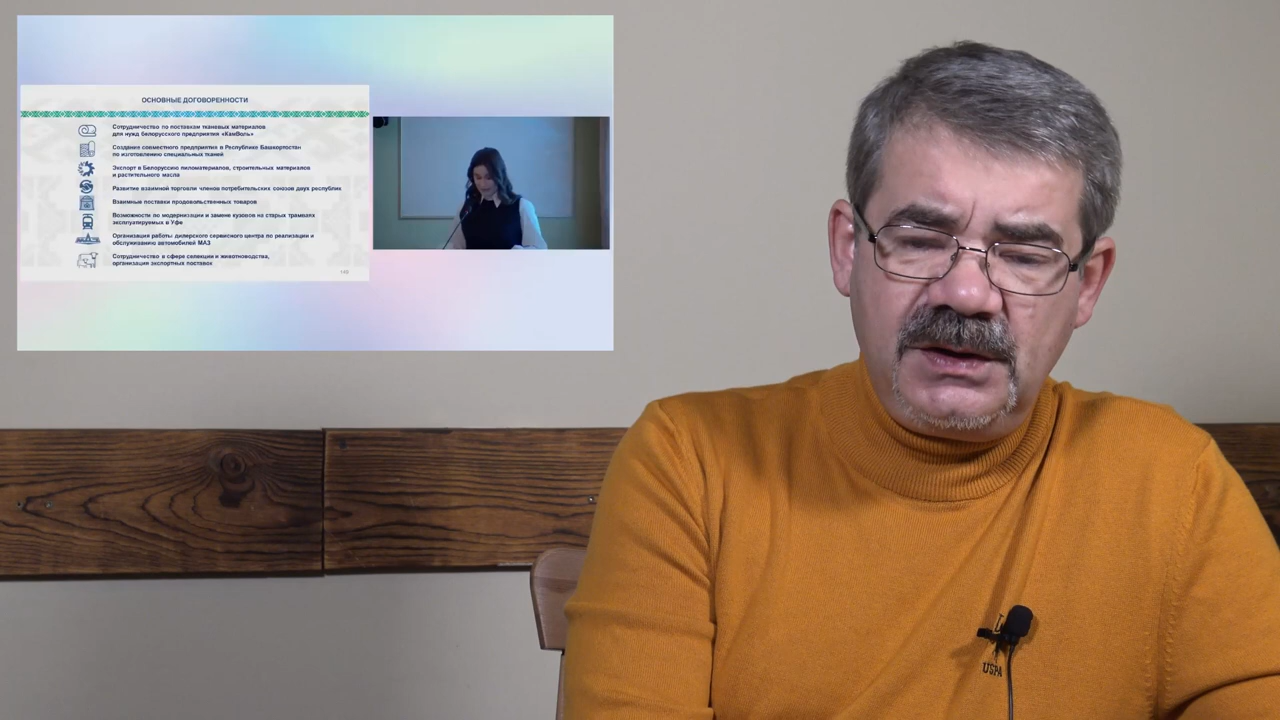 ОСНОВНЫЕ ДОГОВОРЕННОСТИ
Сотрудничество по поставкам тканевых материалов
для нужд белорусского предприятия «Камволь»
Создание совместного предприятия в Республике Башкортостан
по изготовлению специальных тканей
Экспорт в Белоруссию пиломатериалов, строительных материалов
и растительного масла
Развитие взаимной торговли членов потребительских союзов двух республик
Взаимные поставки продовольственных товаров
Возможности по модернизации и замене кузовов на старых трамваях
эксплуатируемых в Уфе
Организация работы дилерского сервисного центра по реализации и
обслуживанию автомобилей МАЗ
Сотрудничество в сфере селекции и животноводства,
организация экспортных поставок
USPA